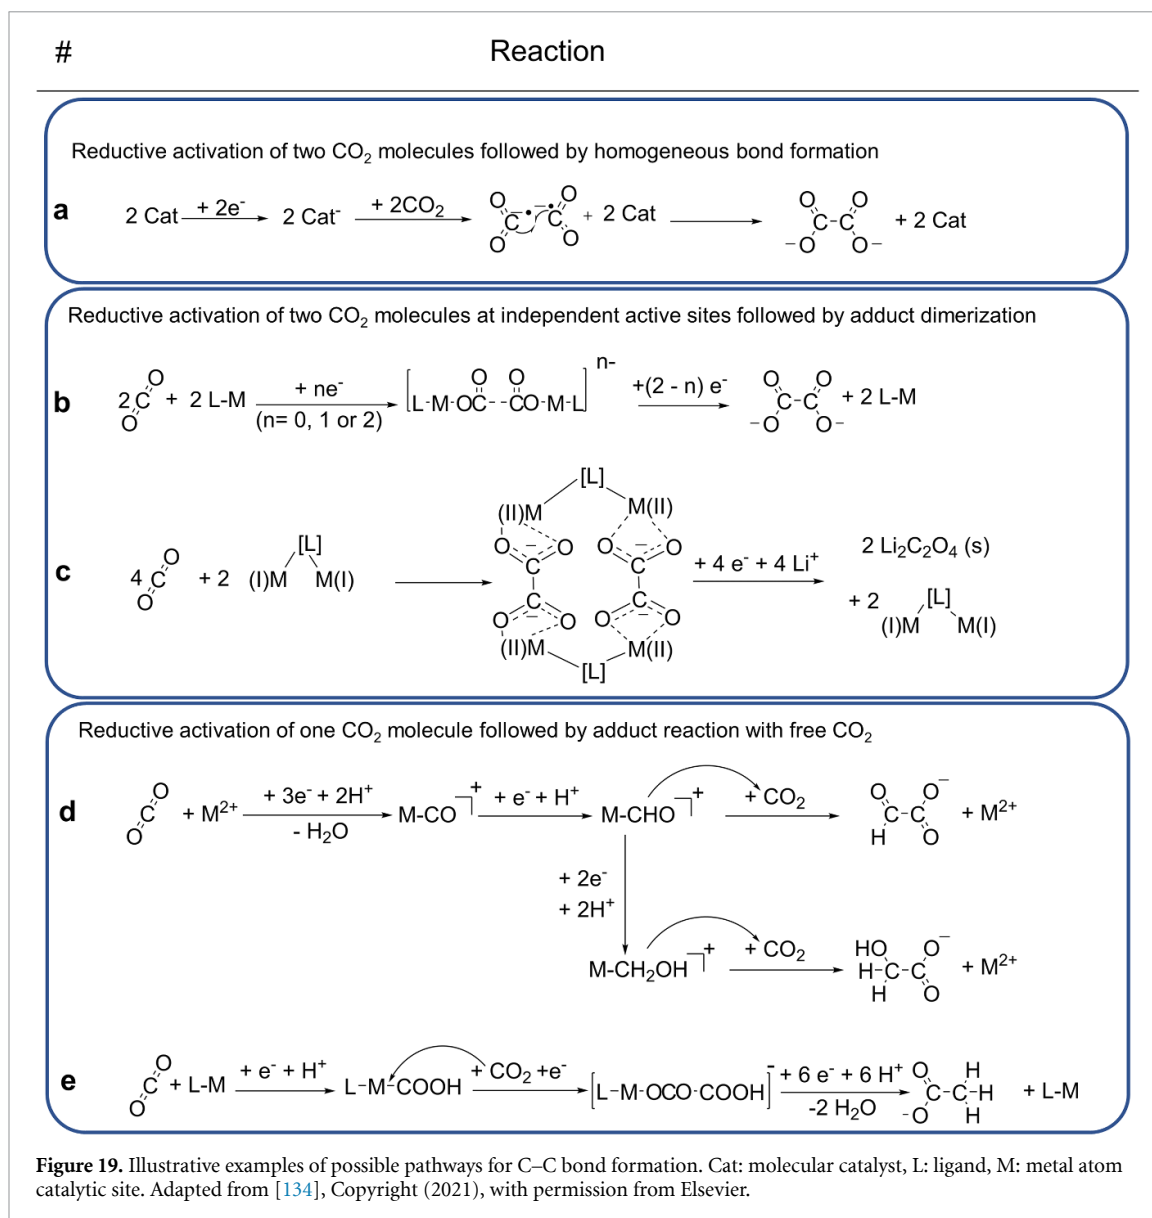 # Reaction
Reductive activation of two CO₂ molecules followed by homogeneous bond formation
a 2 Cat + 2e⁻ 2 Cat⁻ + 2CO₂ O C O · – – · O C O + 2 Cat O O C-C ⁻O O⁻ + 2 Cat
Reductive activation of two CO₂ molecules at independent active sites followed by adduct dimerization
b 2 O C O + 2 L-M + ne⁻ (n= 0, 1 or 2) [L-M-OC--CO-M-L] O O n- +(2 - n) e⁻ O O C-C ⁻O O⁻ + 2 L-M
[L]
(II)M M(II)
O – O O – O
C C
c 4 O C O + 2 (I)M [L] M(I) + 4 e⁻ + 4 Li⁺ 2 Li₂C₂O₄ (s)
+ 2 (I)M [L] M(I)
C C
O – O O – O
(II)M M(II)
[L]
Reductive activation of one CO₂ molecule followed by adduct reaction with free CO₂
d O C O + M²⁺ + 3e⁻ + 2H⁺ - H₂O M-CO ⁺ + e⁻ + H⁺ M-CHO ⁺ + CO₂ O O⁻ C-C H O + M²⁺
+ 2e⁻
+ 2H⁺
M-CH₂OH ⁺ + CO₂ HO O⁻ H-C-C H O + M²⁺
e O C O + L-M + e⁻ + H⁺ L-M-COOH + CO₂ +e⁻ [L-M-OCO-COOH]⁻ + 6 e⁻ + 6 H⁺ -2 H₂O O H C-C-H ⁻O H + L-M
Figure 19. Illustrative examples of possible pathways for C–C bond formation. Cat: molecular catalyst, L: ligand, M: metal atom
catalytic site. Adapted from [134], Copyright (2021), with permission from Elsevier.